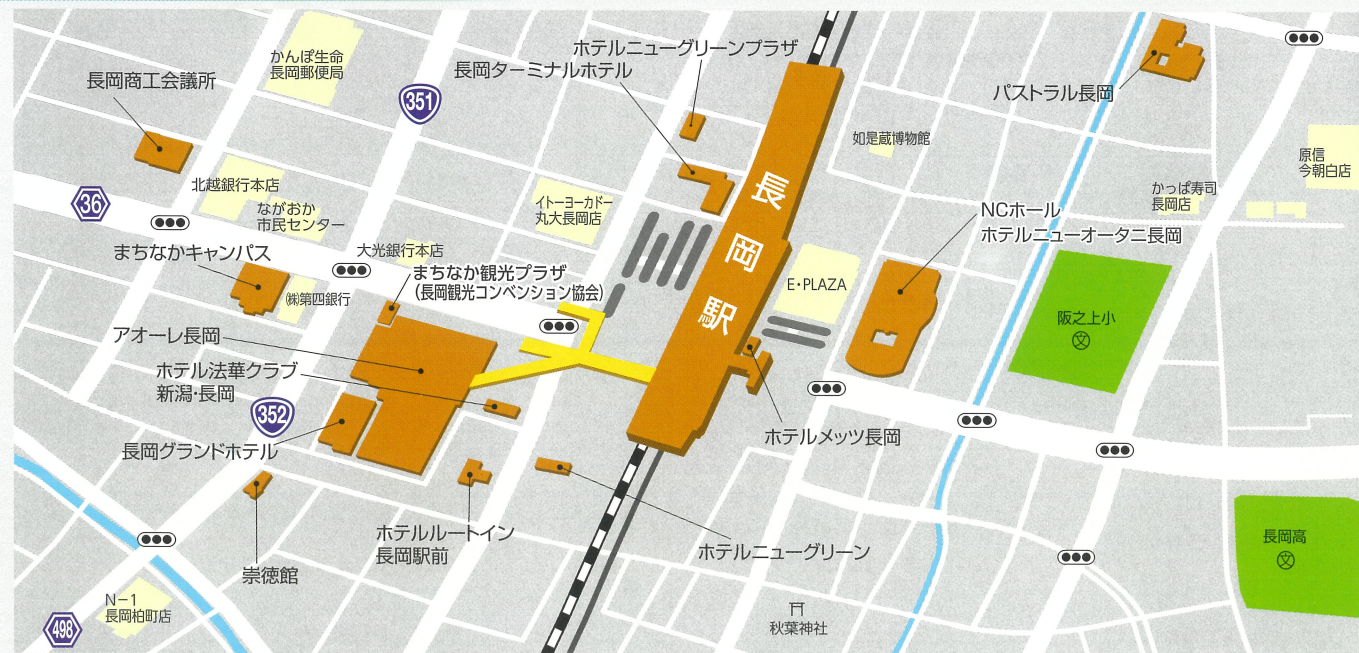 かんぽ生命
長岡郵便局
長岡商工会議所
351
ホテルニューグリーンプラザ
長岡ターミナルホテル
パストラル長岡
如是蔵博物館
原信
今朝白店
36
北越銀行本店
ながおか
市民センター
イトーヨーカドー
丸大長岡店
長岡駅
かっぱ寿司
長岡店
NCホール
ホテルニューオータニ長岡
まちなかキャンパス
大光銀行本店
まちなか観光プラザ
(長岡観光コンベンション協会)
㈱第四銀行
E・PLAZA
阪之上小
文
アオーレ長岡
ホテル法華クラブ
新潟・長岡
352
長岡グランドホテル
ホテルメッツ長岡
ホテルルートイン
長岡駅前
ホテルニューグリーン
長岡高
文
崇徳館
N−1
長岡柏町店
498
秋葉神社